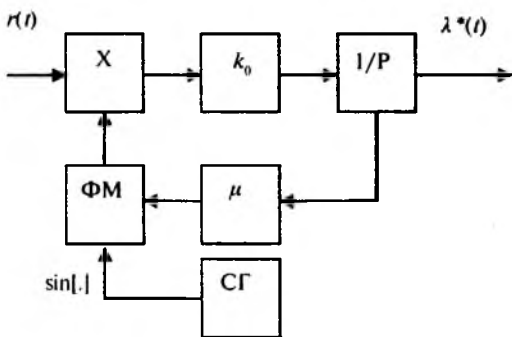 r(t)
λ*(t)
X
k₀
1/P
ФМ
μ
sin[.]
СГ